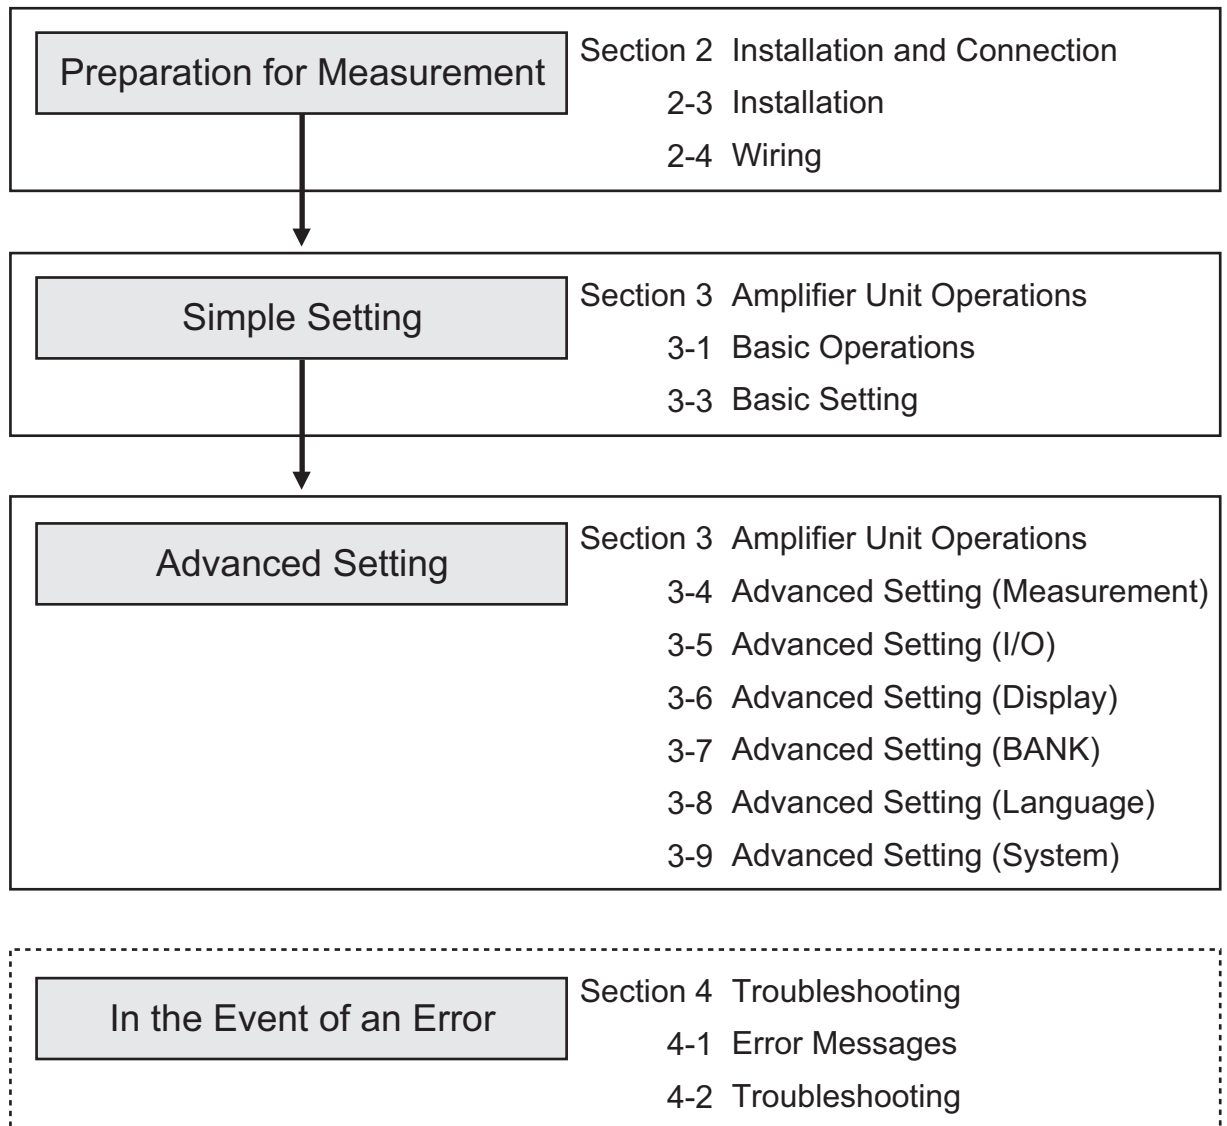 Preparation for Measurement
Section 2 Installation and Connection
2-3 Installation
2-4 Wiring
Simple Setting
Section 3 Amplifier Unit Operations
3-1 Basic Operations
3-3 Basic Setting
Advanced Setting
Section 3 Amplifier Unit Operations
3-4 Advanced Setting (Measurement)
3-5 Advanced Setting (I/O)
3-6 Advanced Setting (Display)
3-7 Advanced Setting (BANK)
3-8 Advanced Setting (Language)
3-9 Advanced Setting (System)
In the Event of an Error
Section 4 Troubleshooting
4-1 Error Messages
4-2 Troubleshooting